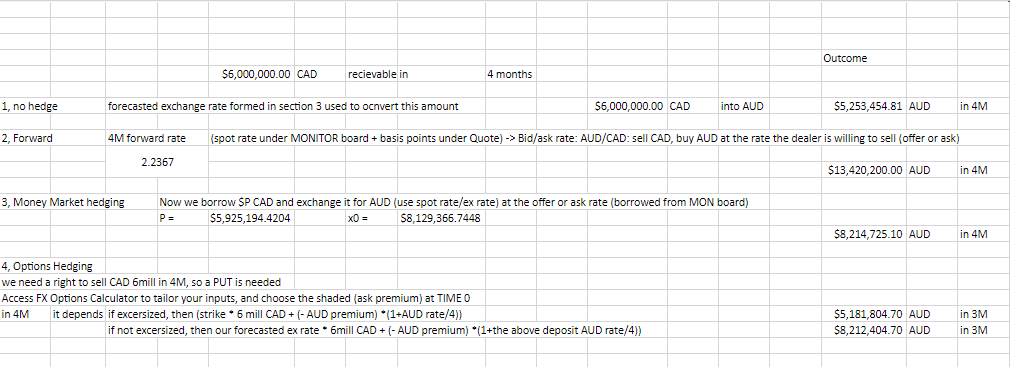 Outcome
$6,000,000.00 CAD recievable in 4 months
1, no hedge forecasted exchange rate formed in section 3 used to ocnvert this amount $6,000,000.00 CAD into AUD $5,253,454.81 AUD in 4M
2, Forward 4M forward rate (spot rate under MONITOR board + basis points under Quote) -> Bid/ask rate: AUD/CAD: sell CAD, buy AUD at the rate the dealer is willing to sell (offer or ask)
2.2367
$13,420,200.00 AUD in 4M
3, Money Market hedging Now we borrow $P CAD and exchange it for AUD (use spot rate/ex rate) at the offer or ask rate (borrowed from MON board)
P = $5,925,194.4204 x0 = $8,129,366.7448
$8,214,725.10 AUD in 4M
4, Options Hedging
we need a right to sell CAD 6mill in 4M, so a PUT is needed
Access FX Options Calculator to tailor your inputs, and choose the shaded (ask premium) at TIME 0
in 4M it depends if excersized, then (strike * 6 mill CAD + (- AUD premium) *(1+AUD rate/4)) $5,181,804.70 AUD in 3M
if not excersized, then our forecasted ex rate * 6mill CAD + (- AUD premium) *(1+the above deposit AUD rate/4)) $8,212,404.70 AUD in 3M